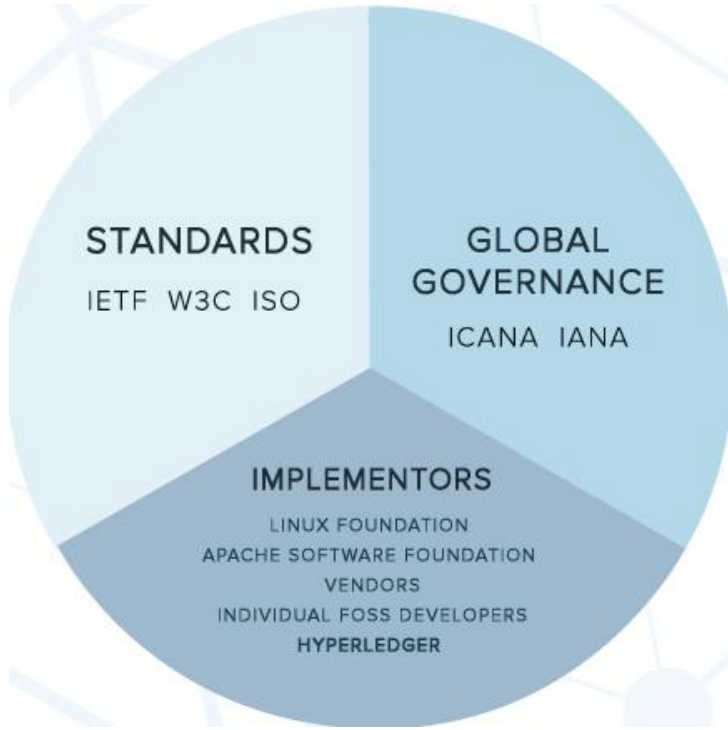 STANDARDS
IETF W3C ISO
GLOBAL
GOVERNANCE
ICANA IANA
IMPLEMENTORS
LINUX FOUNDATION
APACHE SOFTWARE FOUNDATION
VENDORS
INDIVIDUAL FOSS DEVELOPERS
HYPERLEDGER